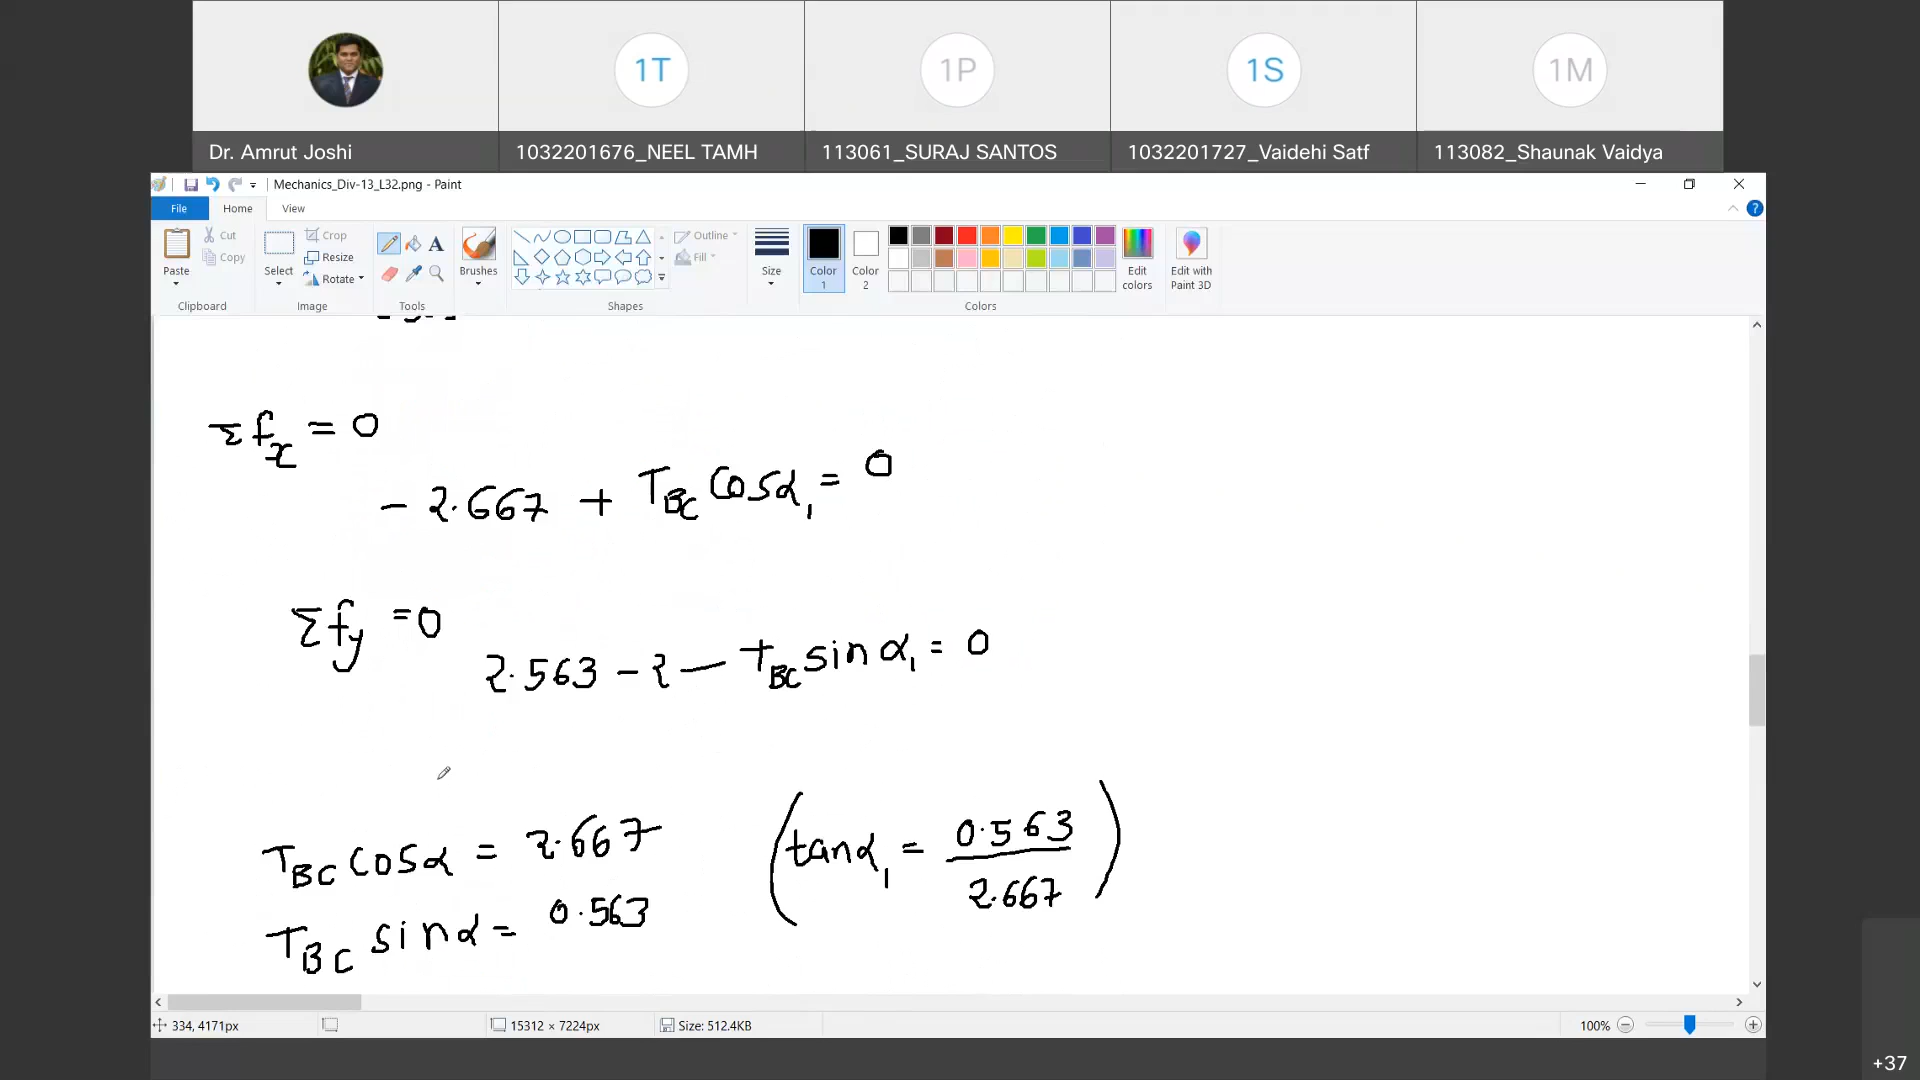 1T
1P
1S
1M
Dr. Amrut Joshi
1032201676_NEEL TAMH
113061_SURAJ SANTOS
1032201727_Vaidehi Satf
113082_Shaunak Vaidya
Mechanics_Div-13_L32.png - Paint
File Home View
Paste
Cut
Copy
Clipboard
Select
Crop
Resize
Rotate
Image
A
Tools
Brushes
Outline
Fill
Shapes
Size
Color 1
Color 2
Edit colors
Colors
Edit with Paint 3D
Σfx = 0
- 2.667 + TBC Cosα1 = 0
Σfy = 0
2.563 - 2 - TBC sinα1 = 0
TBC Cosα = 2.667
TBC sinα = 0.563
(tanα1 = 0.563/2.667)
334, 4171px
15312 × 7224px
Size: 512.4KB
100%
+37